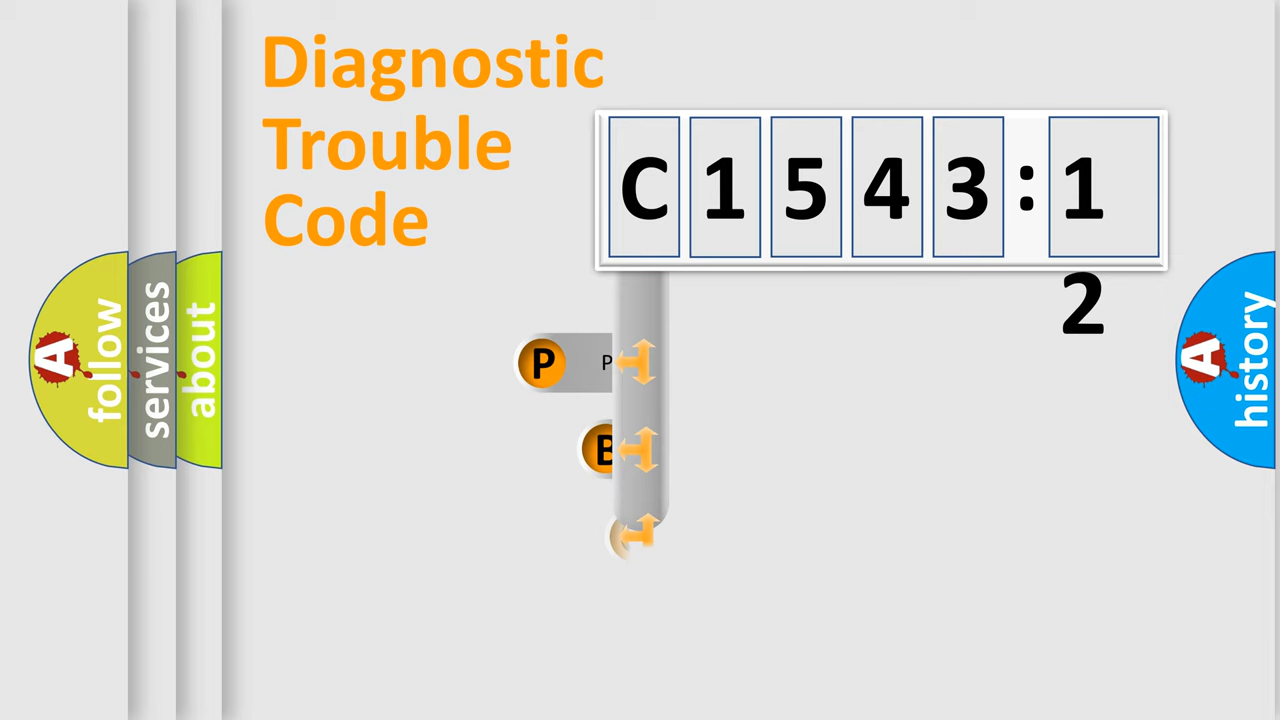 Diagnostic
Trouble
Code
C1543:1
2
P
P
B
A
follow
services
about
A
history